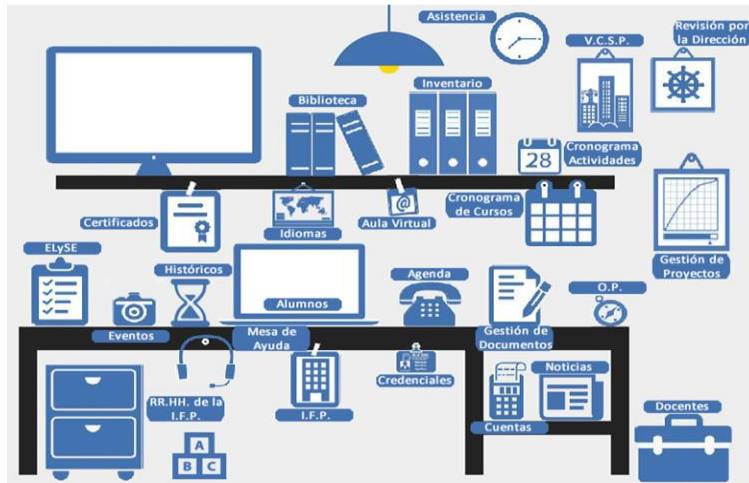 Asistencia
V.C.S.P.
Revisión por
la Dirección
Biblioteca
Inventario
28
Cronograma
Actividades
Certificados
Idiomas
@
Aula Virtual
Cronograma
de Cursos
Gestión de
Proyectos
ELySE
Históricos
Alumnos
Agenda
O.P.
Eventos
Mesa de
Ayuda
Gestión de
Documentos
RR.HH. de la
I.F.P.
I.F.P.
Credenciales
Noticias
Cuentas
Docentes
A
B C